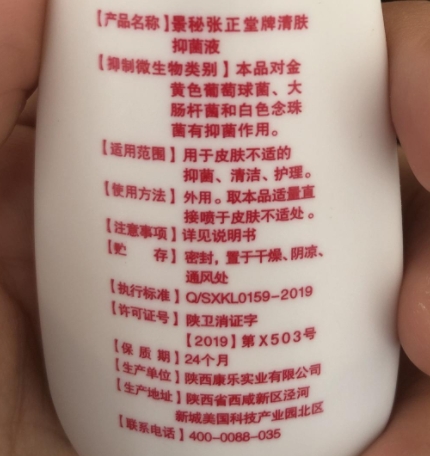 【产品名称】景秘张正堂牌清肤
抑菌液
【抑制微生物类别】本品对金
黄色葡萄球菌、大
肠杆菌和白色念珠
菌有抑菌作用。
【适用范围】用于皮肤不适的
抑菌、清洁、护理。
【使用方法】外用。取本品适量直
接喷于皮肤不适处。
【注意事项】详见说明书
【贮 存】密封，置于干燥、阴凉、
通风处
【执行标准】Q/SXKL0159-2019
【许可证号】陕卫消证字
【2019】第X503号
【保 质 期】24个月
【生产单位】陕西康乐实业有限公司
【生产地址】陕西省西咸新区泾河
新城美国科技产业园北区
【联系电话】400-0088-035